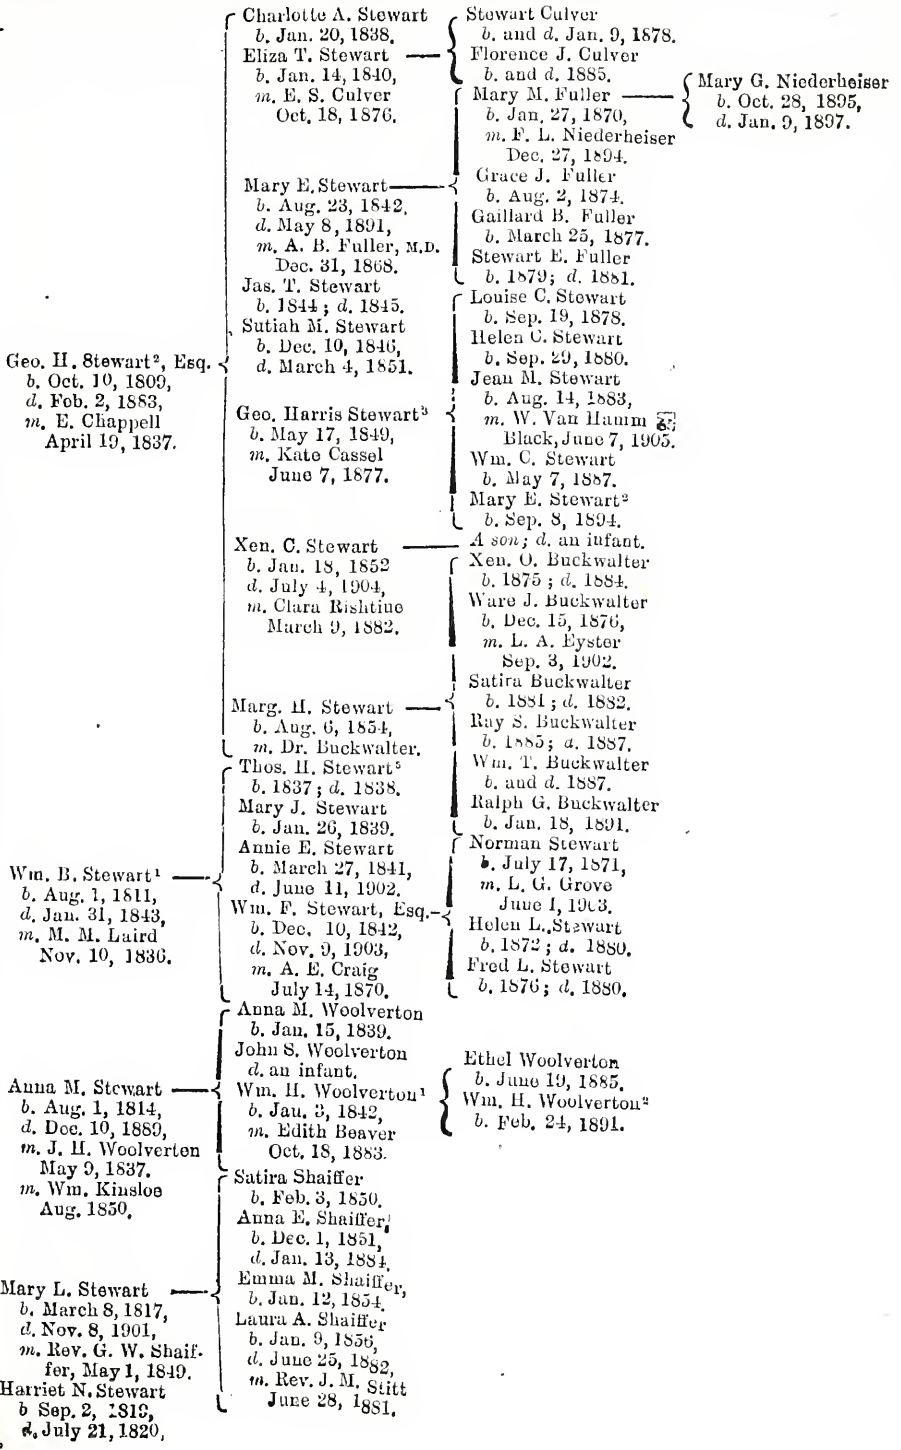 Geo. H. Stewart², Esq.
b. Oct. 10, 1809,
d. Feb. 2, 1883,
m. E. Chappell
April 19, 1837.
Wm. B. Stewart¹
b. Aug. 1, 1811,
d. Jan. 31, 1843,
m. M. M. Laird
Nov. 10, 1836.
Anna M. Stewart
b. Aug. 1, 1814,
d. Dec. 10, 1889,
m. J. H. Woolverton
May 9, 1837.
m. Wm. Kinsloe
Aug. 1850.
Mary L. Stewart
b. March 8, 1817,
d. Nov. 8, 1901,
m. Rev. G. W. Shaif-
fer, May 1, 1849.
Harriet N. Stewart
b Sep. 2, 1819,
d. July 21, 1820,
Charlotte A. Stewart
b. Jan. 20, 1838.
Eliza T. Stewart
b. Jan. 14, 1840,
m. E. S. Culver
Oct. 18, 1876.
Mary E. Stewart
b. Aug. 23, 1842,
d. May 8, 1891,
m. A. B. Fuller, M.D.
Dec. 31, 1868.
Jas. T. Stewart
b. 1844 ; d. 1845.
Sutiah M. Stewart
b. Dec. 10, 1846,
d. March 4, 1851.
Geo. Harris Stewart³
b. May 17, 1849,
m. Kate Cassel
June 7, 1877.
Xen. C. Stewart
b. Jan. 18, 1852
d. July 4, 1904,
m. Clara Rishtine
March 9, 1882.
Marg. H. Stewart
b. Aug. 6, 1854,
m. Dr. Buckwalter.
Thos. H. Stewart⁵
b. 1837 ; d. 1838.
Mary J. Stewart
b. Jan. 26, 1839.
Annie E. Stewart
b. March 27, 1841,
d. June 11, 1902.
Wm. F. Stewart, Esq.
b. Dec. 10, 1842,
d. Nov. 9, 1903,
m. A. E. Craig
July 14, 1870.
Anna M. Woolverton
b. Jan. 15, 1839.
John S. Woolverton
d. an infant.
Wm. H. Woolverton¹
b. Jan. 3, 1842,
m. Edith Beaver
Oct. 18, 1883.
Satira Shaiffer
b. Feb. 3, 1850.
Anna E. Shaiffer,
b. Dec. 1, 1851,
d. Jan. 13, 1884.
Emma M. Shaiffer,
b. Jan. 12, 1854.
Laura A. Shaiffer
b. Jan. 9, 1856,
d. June 25, 1882,
m. Rev. J. M. Stitt
June 28, 1881.
Stewart Culver
b. and d. Jan. 9, 1878.
Florence J. Culver
b. and d. 1885.
Mary M. Fuller
b. Jan. 27, 1870,
m. F. L. Niederheiser
Dec. 27, 1894.
Grace J. Fuller
b. Aug. 2, 1874.
Gaillard B. Fuller
b. March 25, 1877.
Stewart E. Fuller
b. 1879; d. 1881.
Louise C. Stewart
b. Sep. 19, 1878.
Helen C. Stewart
b. Sep. 29, 1880.
Jean M. Stewart
b. Aug. 14, 1883,
m. W. Van Hamm
Black, June 7, 1905.
Wm. C. Stewart
b. May 7, 1887.
Mary E. Stewart²
b. Sep. 8, 1894.
A son; d. an infant.
Xen. O. Buckwalter
b. 1875 ; d. 1884.
Ware J. Buckwalter
b. Dec. 15, 1876,
m. L. A. Eyster
Sep. 3, 1902.
Satira Buckwalter
b. 1881 ; d. 1882.
Ray S. Buckwalter
b. 1885; d. 1887.
Wm. T. Buckwalter
b. and d. 1887.
Ralph G. Buckwalter
b. Jan. 18, 1891.
Norman Stewart
b. July 17, 1871,
m. L. G. Grove
June 1, 1903.
Helen L. Stewart
b. 1872 ; d. 1880.
Fred L. Stewart
b. 1876; d. 1880.
Ethel Woolverton
b. June 19, 1885.
Wm. H. Woolverton²
b. Feb. 24, 1891.
Mary G. Niederheiser
b. Oct. 28, 1895,
d. Jan. 9, 1897.